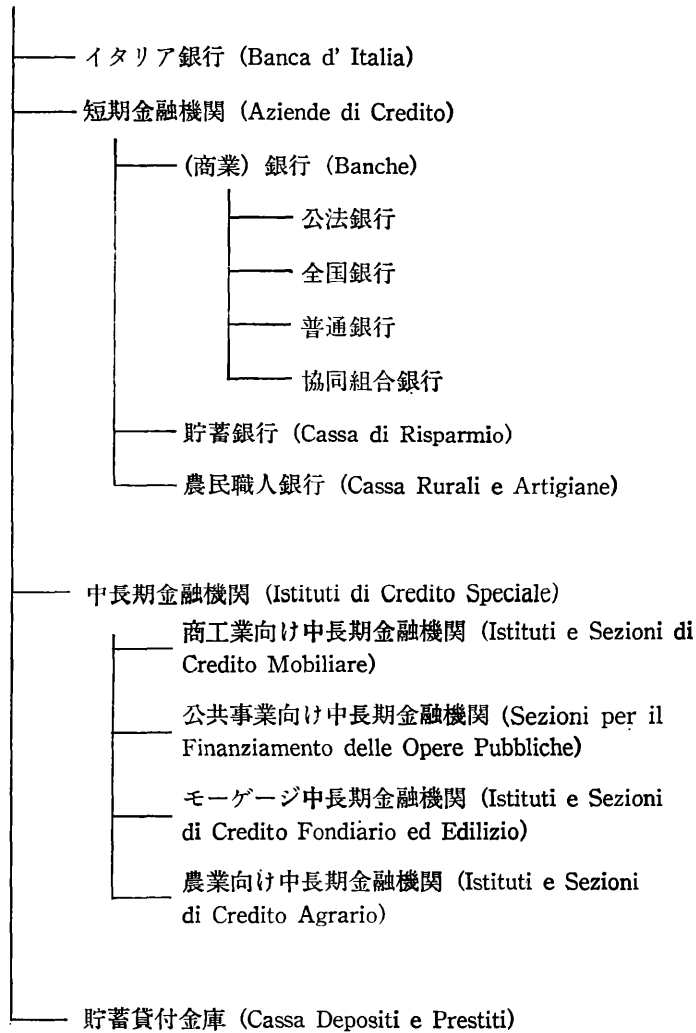 イタリア銀行 (Banca d' Italia)
短期金融機関 (Aziende di Credito)
(商業) 銀行 (Banche)
公法銀行
全国銀行
普通銀行
協同組合銀行
貯蓄銀行 (Cassa di Risparmio)
農民職人銀行 (Cassa Rurali e Artigiane)
中長期金融機関 (Istituti di Credito Speciale)
商工業向け中長期金融機関 (Istituti e Sezioni di
Credito Mobiliare)
公共事業向け中長期金融機関 (Sezioni per il
Finanziamento delle Opere Pubbliche)
モーゲージ中長期金融機関 (Istituti e Sezioni
di Credito Fondiario ed Edilizio)
農業向け中長期金融機関 (Istituti e Sezioni
di Credito Agrario)
貯蓄貸付金庫 (Cassa Depositi e Prestiti)